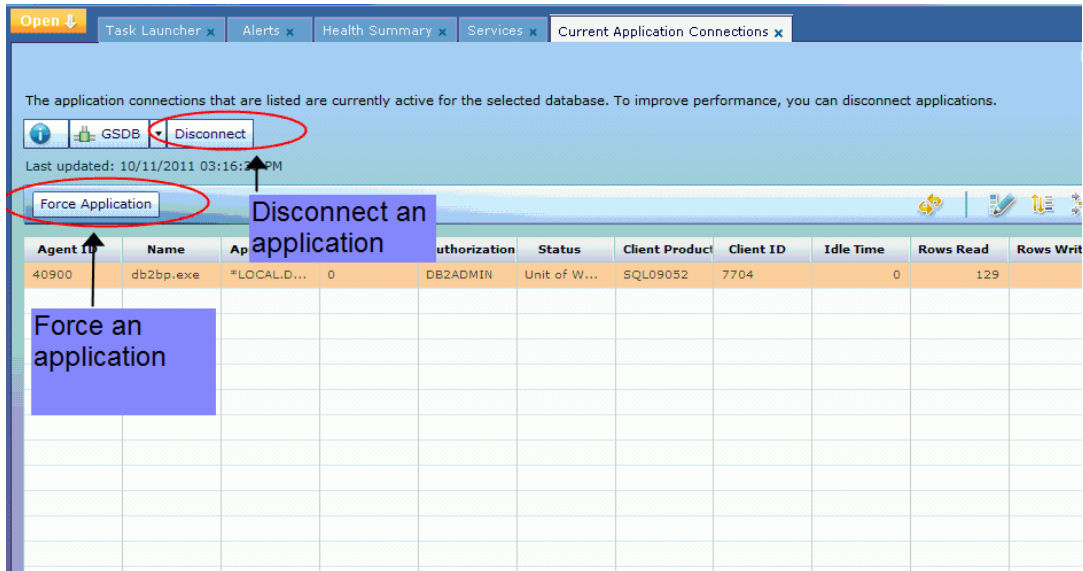 Open
Task Launcher x
Alerts x
Health Summary x
Services x
Current Application Connections x
The application connections that are listed are currently active for the selected database. To improve performance, you can disconnect applications.
GSDB
Disconnect
Last updated: 10/11/2011 03:16: PM
Force Application
Disconnect an
application
Agent ID Name Ap uthorization Status Client Product Client ID Idle Time Rows Read Rows Writ
40900 db2bp.exe *LOCAL.D... 0 DB2ADMIN Unit of W... SQL09052 7704 0 129
Force an
application